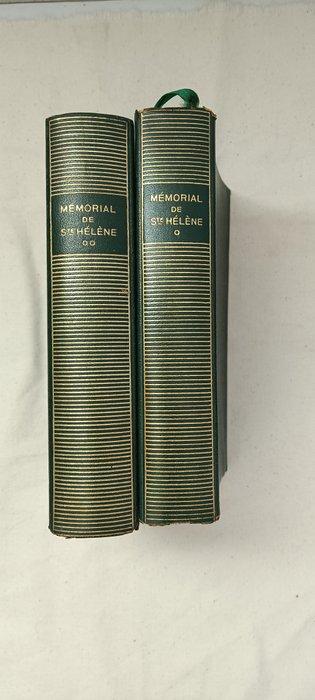 MÉMORIAL
DE
STE HÉLÈNE
oo
MÉMORIAL
DE
STE HÉLÈNE
o